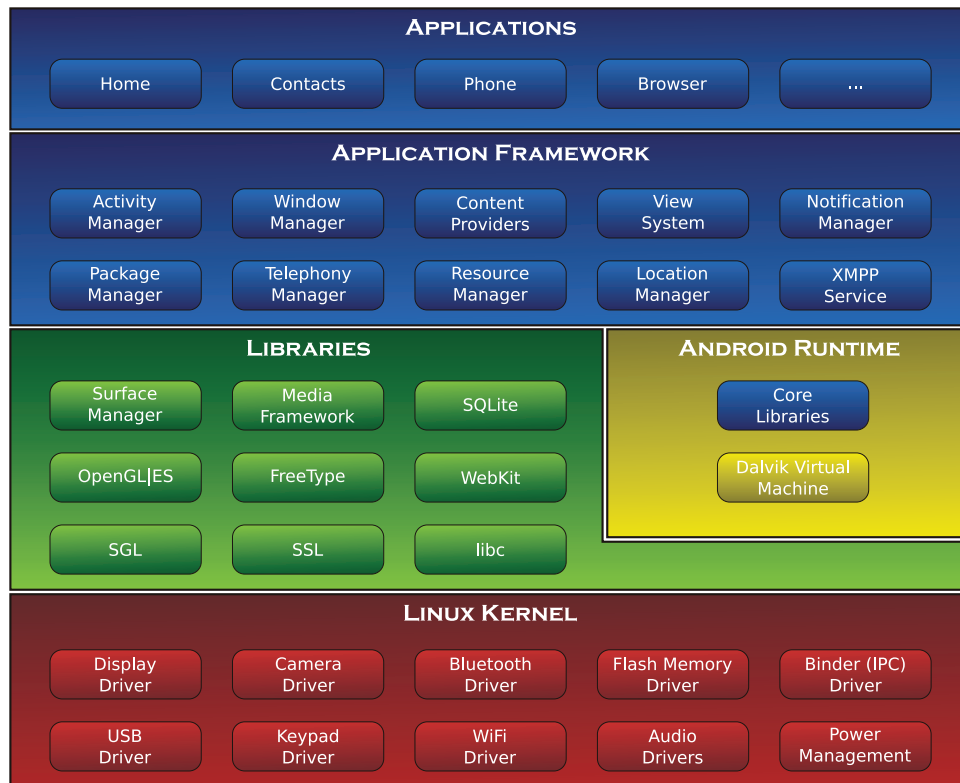 APPLICATIONS
Home
Contacts
Phone
Browser
...
APPLICATION FRAMEWORK
Activity
Manager
Window
Manager
Content
Providers
View
System
Notification
Manager
Package
Manager
Telephony
Manager
Resource
Manager
Location
Manager
XMPP
Service
LIBRARIES
Surface
Manager
Media
Framework
SQLite
OpenGL|ES
FreeType
WebKit
SGL
SSL
libc
ANDROID RUNTIME
Core
Libraries
Dalvik Virtual
Machine
LINUX KERNEL
Display
Driver
Camera
Driver
Bluetooth
Driver
Flash Memory
Driver
Binder (IPC)
Driver
USB
Driver
Keypad
Driver
WiFi
Driver
Audio
Drivers
Power
Management